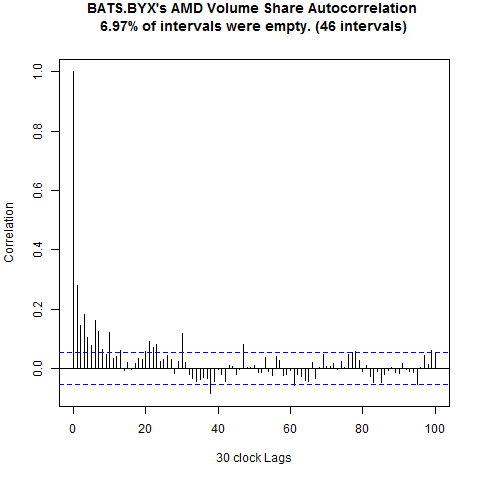 BATS.BYX's AMD Volume Share Autocorrelation
6.97% of intervals were empty. (46 intervals)
Correlation
1.0
0.8
0.6
0.4
0.2
0.0
0 20 40 60 80 100
30 clock Lags